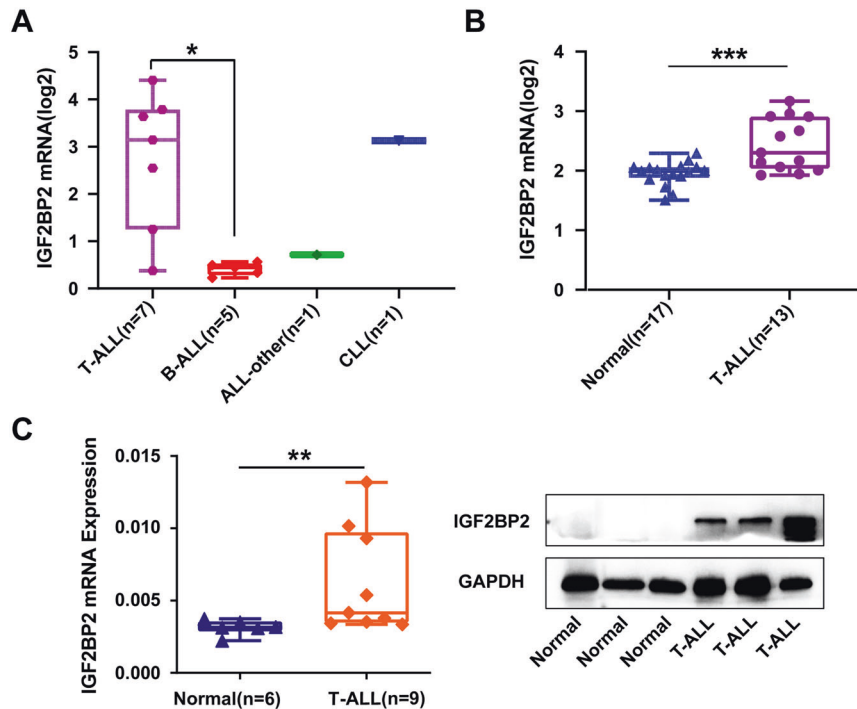 A
IGF2BP2 mRNA(log2)
5
4
3
2
1
0
*
T-ALL(n=7)
B-ALL(n=5)
ALL-other(n=1)
CLL(n=1)
B
IGF2BP2 mRNA(log2)
4
3
2
1
0
***
Normal(n=17)
T-ALL(n=13)
C
IGF2BP2 mRNA Expression
0.015
0.010
0.005
0.000
**
Normal(n=6)
T-ALL(n=9)
IGF2BP2
GAPDH
Normal
Normal
Normal
T-ALL
T-ALL
T-ALL